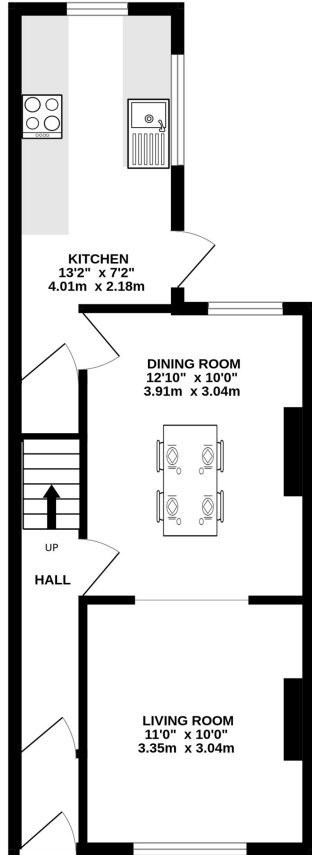 KITCHEN
13'2" x 7'2"
4.01m x 2.18m
DINING ROOM
12'10" x 10'0"
3.91m x 3.04m
UP
HALL
LIVING ROOM
11'0" x 10'0"
3.35m x 3.04m